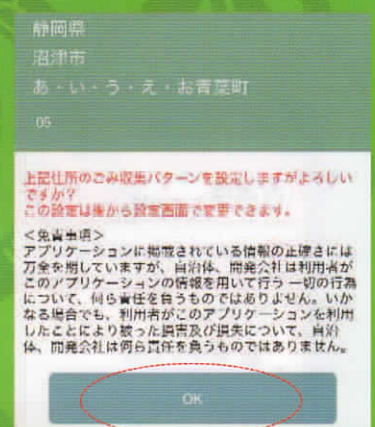 静岡県
沼津市
あ・い・う・え・お青葉町
05
上記住所のごみ収集パターンを設定しますがよろしい
ですか？
この設定は後から設定画面で変更できます。
＜免責事項＞
アプリケーションに掲載されている情報の正確さには
万全を期していますが、自治体、開発会社は利用者が
このアプリケーションの情報を用いて行う一切の行為
について、何ら責任を負うものではありません。いか
なる場合でも、利用者がこのアプリケーションを利用
したことにより被った損害及び損失について、自治
体、開発会社は何ら責任を負うものではありません。
OK